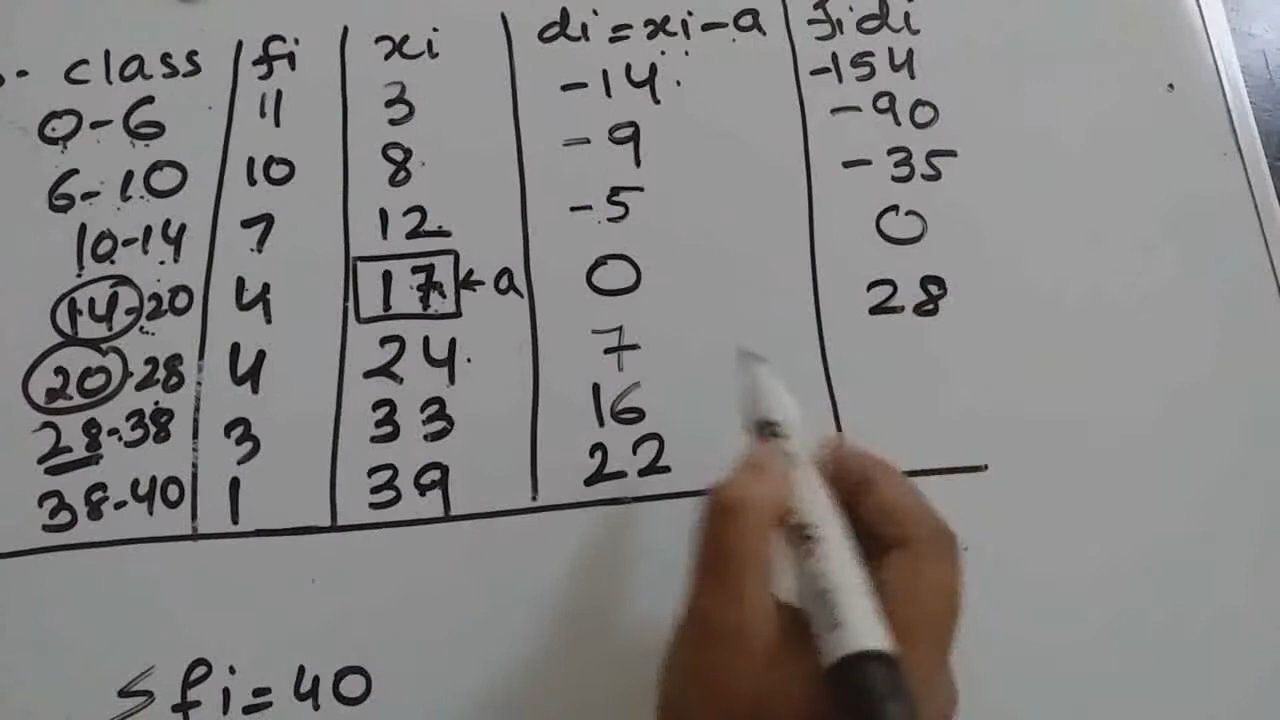 class fi xi di=xi-a fidi
0-6 11 3 -14 -154
6-10 10 8 -9 -90
10-14 7 12 -5 -35
14-20 4 17 ←a 0 0
20-28 4 24 7 28
28-38 3 33 16
38-40 1 39 22
Σfi=40